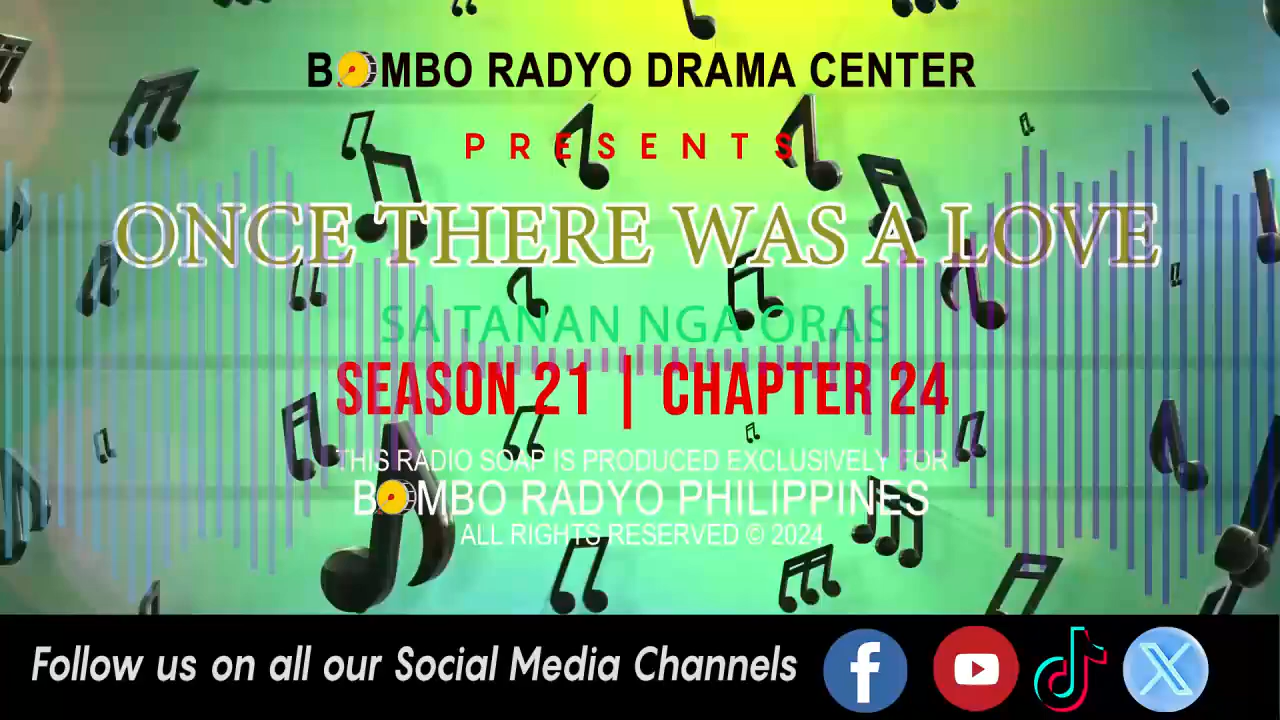 BOMBO RADYO DRAMA CENTER
PRESENTS
ONCE THERE WAS A LOVE
SA TANAN NGA ORAS
SEASON 21 | CHAPTER 24
THIS RADIO SOAP IS PRODUCED EXCLUSIVELY FOR
BOMBO RADYO PHILIPPINES
ALL RIGHTS RESERVED © 2024
Follow us on all our Social Media Channels